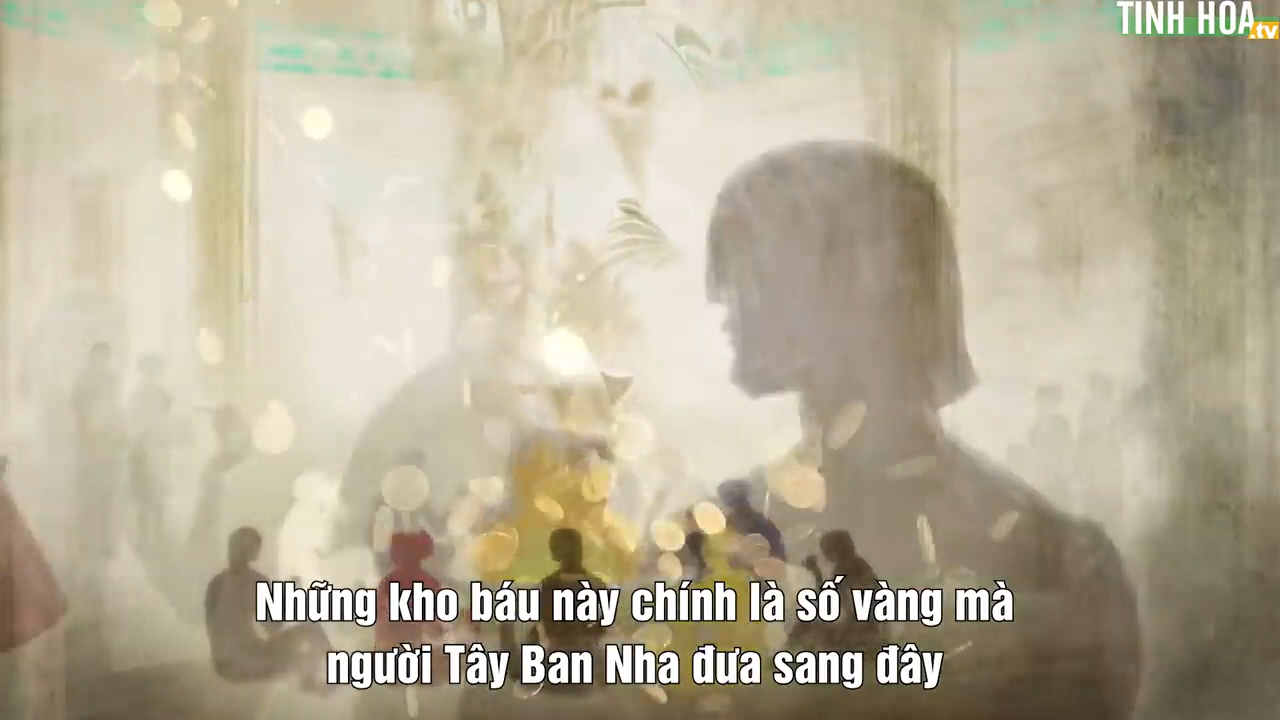 TINH HOA
.tv
Những kho báu này chính là số vàng mà
người Tây Ban Nha đưa sang đây